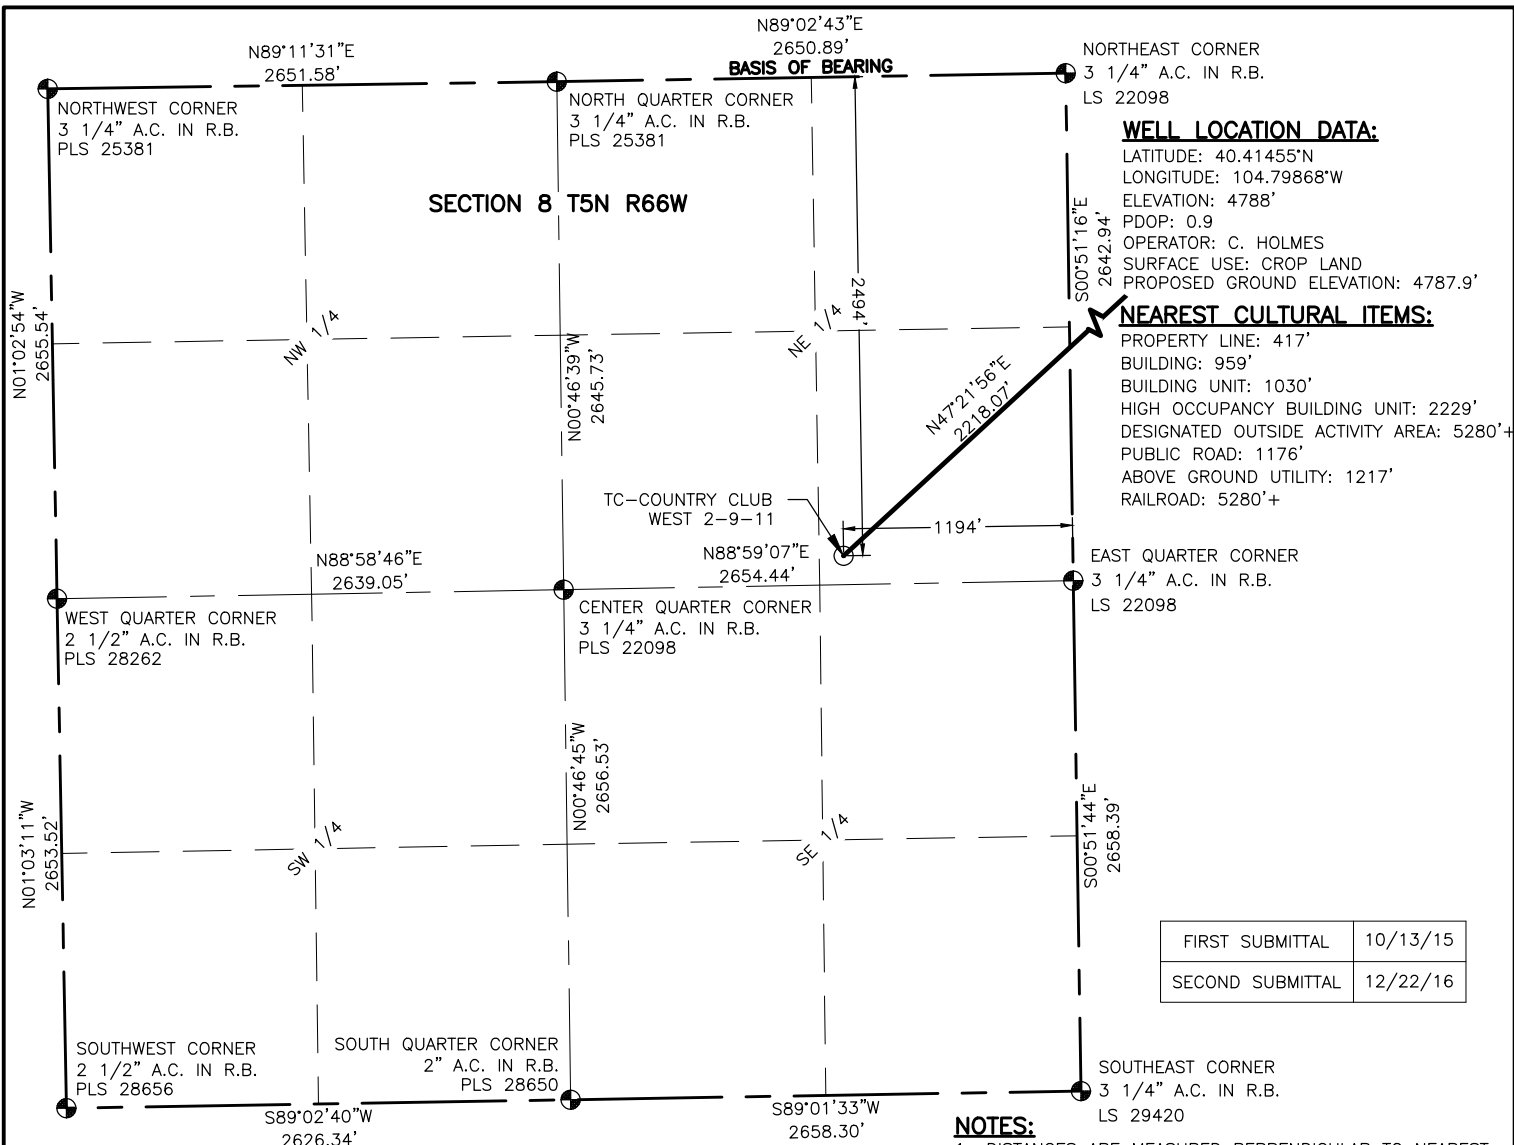 N89°11'31"E
2651.58'
N89°02'43"E
2650.89'
BASIS OF BEARING
NORTHWEST CORNER
3 1/4" A.C. IN R.B.
PLS 25381
NORTH QUARTER CORNER
3 1/4" A.C. IN R.B.
PLS 25381
NORTHEAST CORNER
3 1/4" A.C. IN R.B.
LS 22098
SECTION 8 T5N R66W
WELL LOCATION DATA:
LATITUDE: 40.41455°N
LONGITUDE: 104.79868°W
ELEVATION: 4788'
PDOP: 0.9
OPERATOR: C. HOLMES
SURFACE USE: CROP LAND
PROPOSED GROUND ELEVATION: 4787.9'
NEAREST CULTURAL ITEMS:
PROPERTY LINE: 417'
BUILDING: 959'
BUILDING UNIT: 1030'
HIGH OCCUPANCY BUILDING UNIT: 2229'
DESIGNATED OUTSIDE ACTIVITY AREA: 5280'+
PUBLIC ROAD: 1176'
ABOVE GROUND UTILITY: 1217'
RAILROAD: 5280'+
N01°02'54"W
2655.54'
NW 1/4
N00°46'39"W
2645.73'
NE 1/4
2494'
S00°51'16"E
2642.94'
N47°21'56"E
2218.07'
TC-COUNTRY CLUB
WEST 2-9-11
1194'
N88°58'46"E
2639.05'
N88°59'07"E
2654.44'
WEST QUARTER CORNER
2 1/2" A.C. IN R.B.
PLS 28262
CENTER QUARTER CORNER
3 1/4" A.C. IN R.B.
PLS 22098
EAST QUARTER CORNER
3 1/4" A.C. IN R.B.
LS 22098
N01°03'11"W
2653.52'
SW 1/4
N00°46'45"W
2656.53'
SE 1/4
S00°51'44"E
2658.39'
FIRST SUBMITTAL 10/13/15
SECOND SUBMITTAL 12/22/16
SOUTHWEST CORNER
2 1/2" A.C. IN R.B.
PLS 28656
SOUTH QUARTER CORNER
2" A.C. IN R.B.
PLS 28650
SOUTHEAST CORNER
3 1/4" A.C. IN R.B.
LS 29420
S89°02'40"W
2626.34'
S89°01'33"W
2658.30'
NOTES:
1. DISTANCES ARE MEASURED PERPENDICULAR TO NEAREST